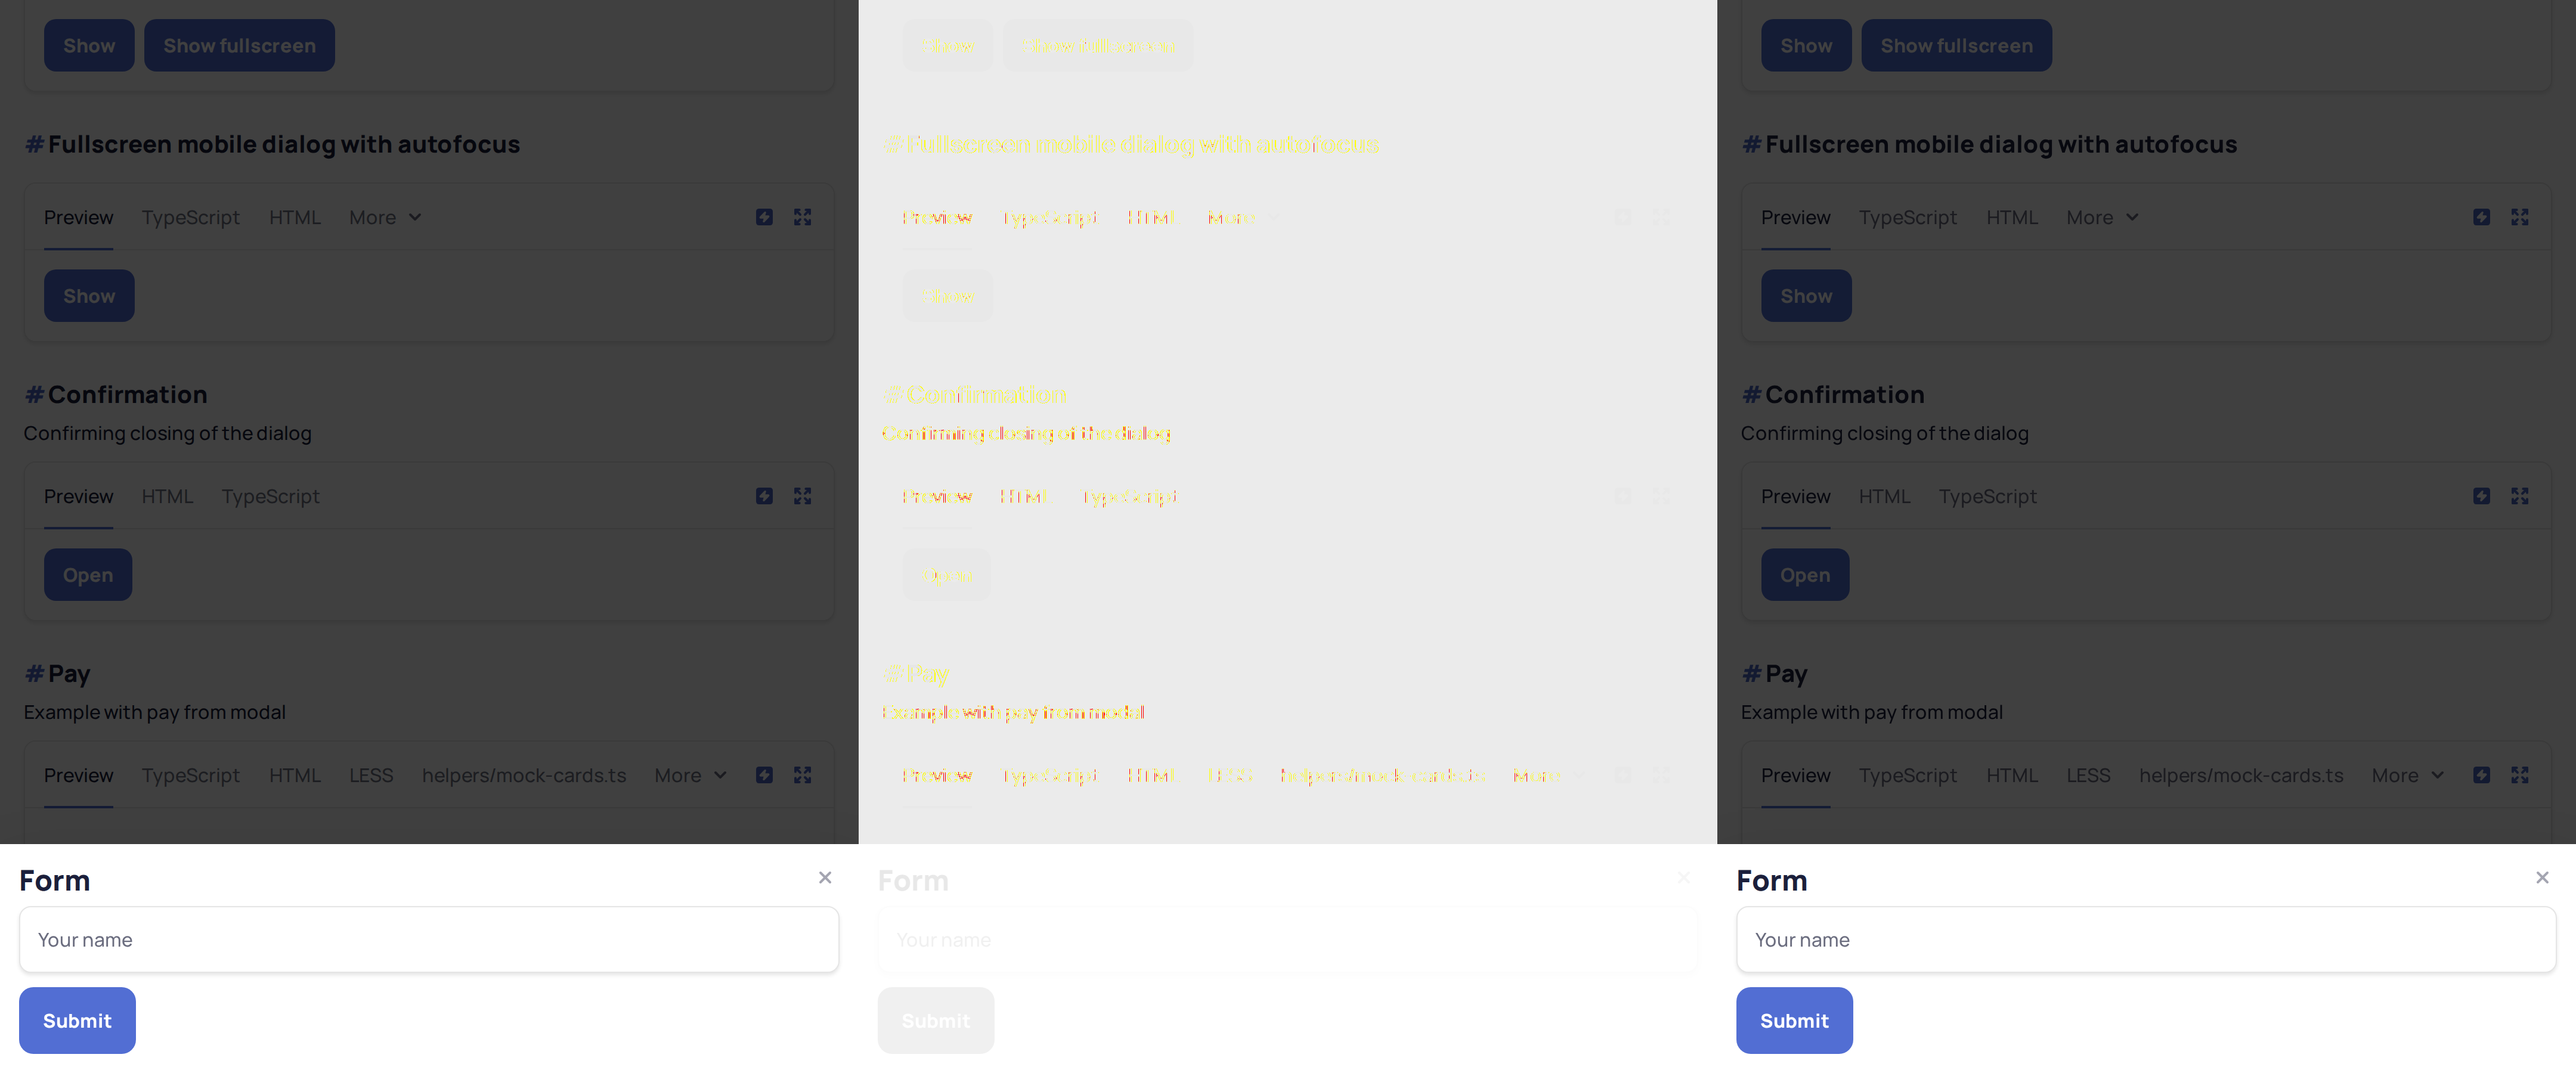 Show Show fullscreen
#Fullscreen mobile dialog with autofocus
Preview TypeScript HTML More
Show
#Confirmation
Confirming closing of the dialog
Preview HTML TypeScript
Open
#Pay
Example with pay from modal
Preview TypeScript HTML LESS helpers/mock-cards.ts More
Form ×
Your name
Submit
Show Show fullscreen
#Fullscreen mobile dialog with autofocus
Preview TypeScript HTML More
Show
#Confirmation
Confirming closing of the dialog
Preview HTML TypeScript
Open
#Pay
Example with pay from modal
Preview TypeScript HTML LESS helpers/mock-cards.ts More
Form ×
Your name
Submit
Show Show fullscreen
#Fullscreen mobile dialog with autofocus
Preview TypeScript HTML More
Show
#Confirmation
Confirming closing of the dialog
Preview HTML TypeScript
Open
#Pay
Example with pay from modal
Preview TypeScript HTML LESS helpers/mock-cards.ts More
Form ×
Your name
Submit